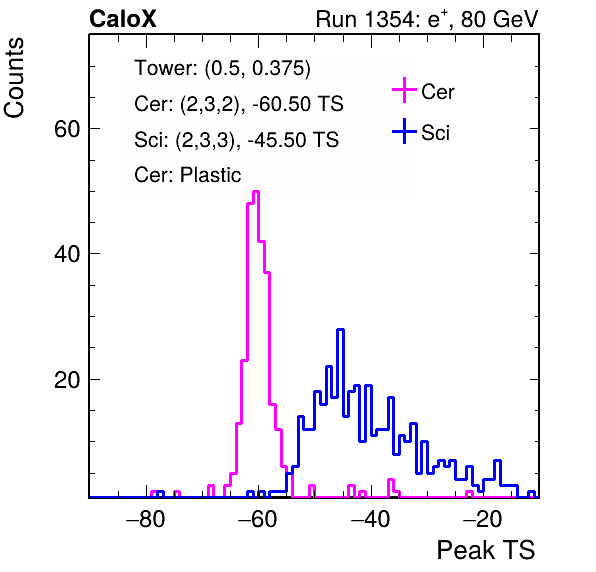 CaloX Run 1354: e⁺, 80 GeV
Counts
Tower: (0.5, 0.375)
Cer: (2,3,2), -60.50 TS
Sci: (2,3,3), -45.50 TS
Cer: Plastic
Cer
Sci
60
40
20
−80 −60 −40 −20
Peak TS